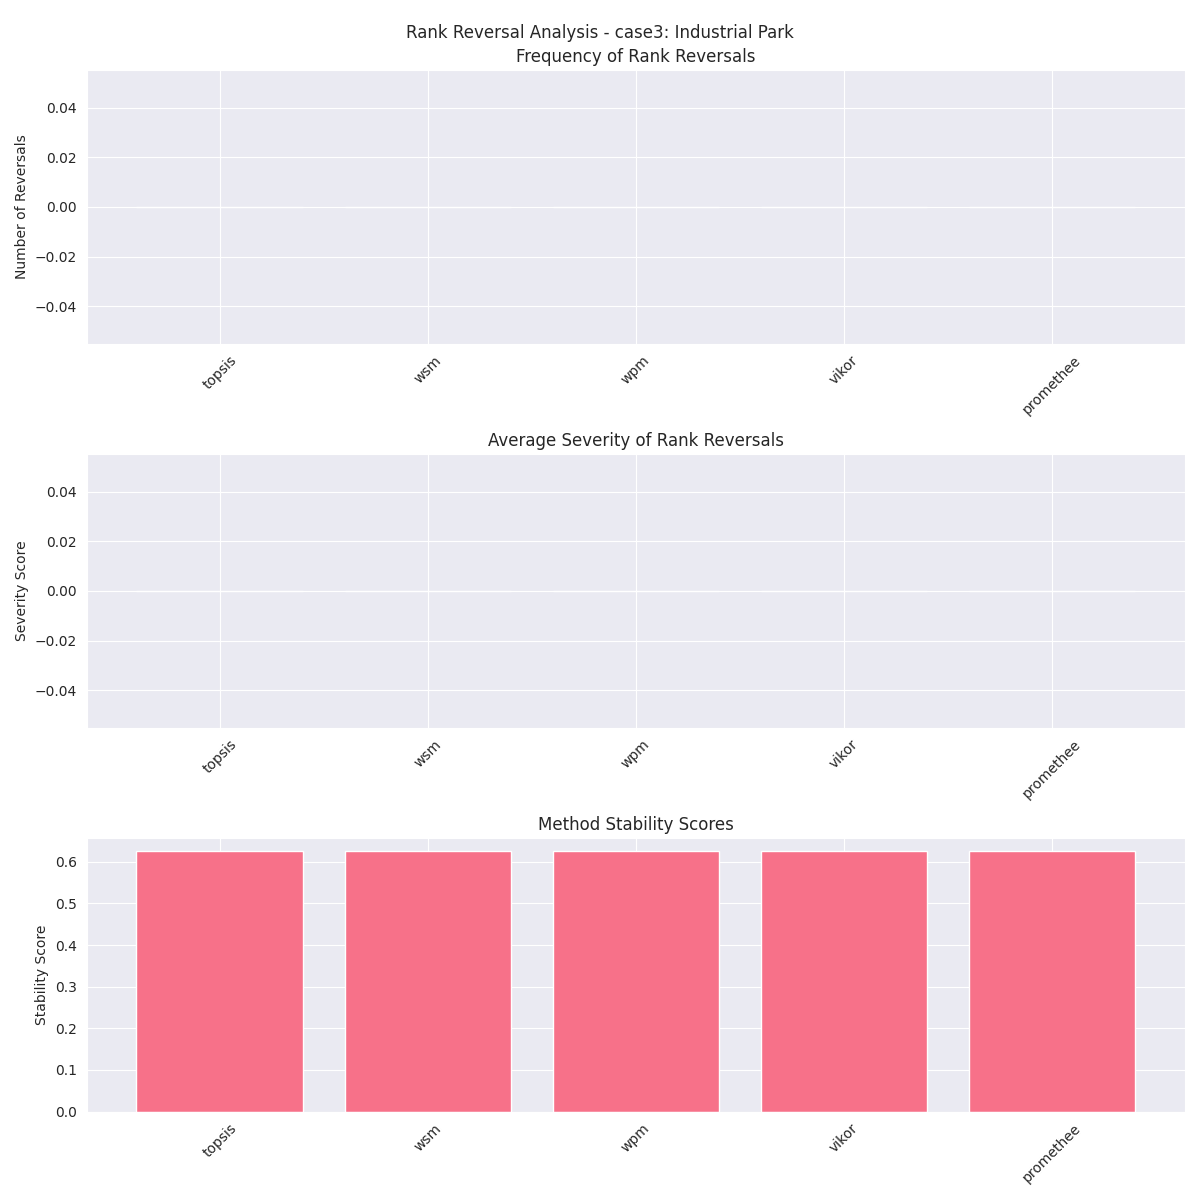 Rank Reversal Analysis - case3: Industrial Park
Frequency of Rank Reversals
Number of Reversals
0.04
0.02
0.00
−0.02
−0.04
topsis
wsm
wpm
vikor
promethee
Average Severity of Rank Reversals
Severity Score
0.04
0.02
0.00
−0.02
−0.04
topsis
wsm
wpm
vikor
promethee
Method Stability Scores
Stability Score
0.6
0.5
0.4
0.3
0.2
0.1
0.0
topsis
wsm
wpm
vikor
promethee